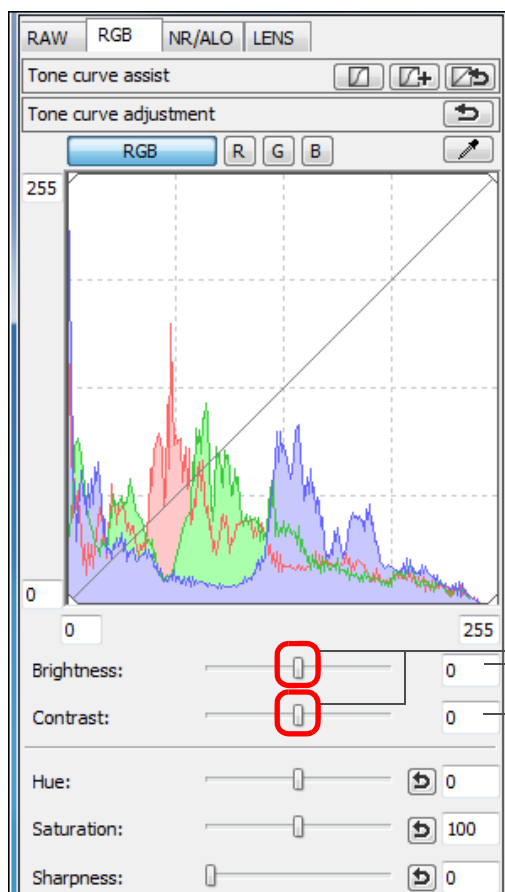 RAW RGB NR/ALO LENS
Tone curve assist
Tone curve adjustment
RGB R G B
255
0
0 255
Brightness: 0
Contrast: 0
Hue: 0
Saturation: 100
Sharpness: 0